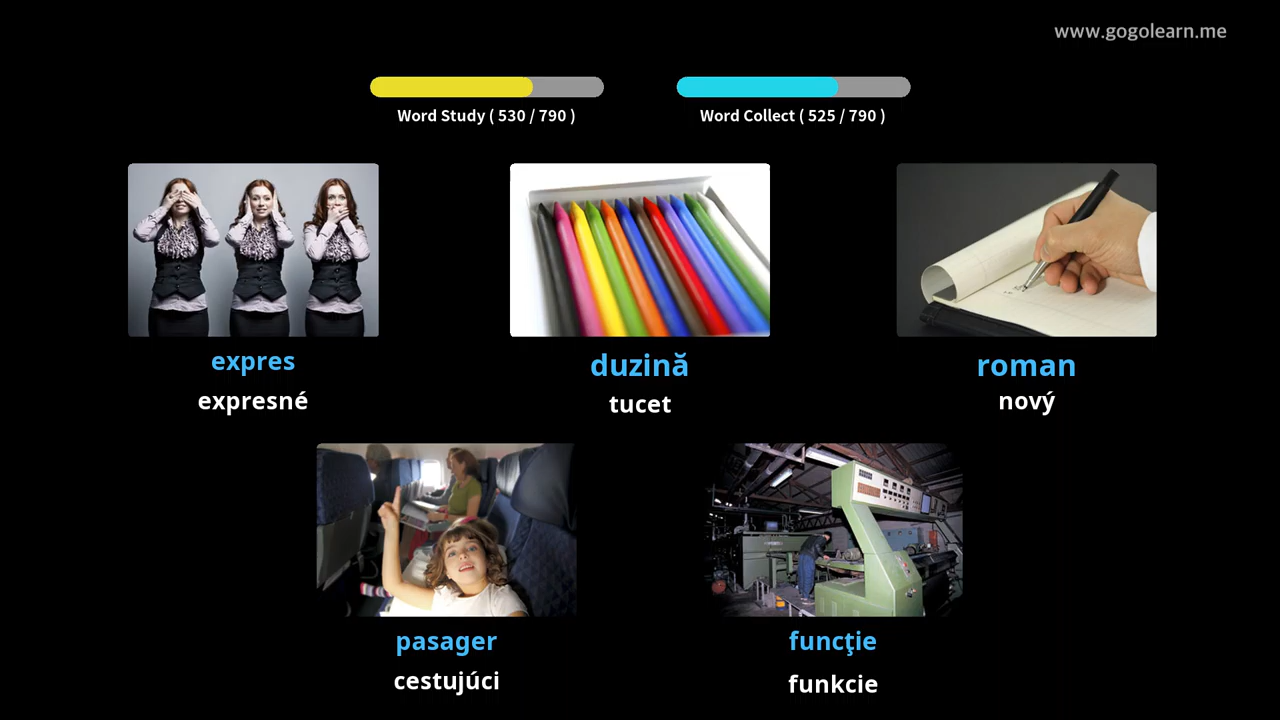 www.gogolearn.me
Word Study ( 530 / 790 )
Word Collect ( 525 / 790 )
expres
expresné
duzină
tucet
roman
nový
pasager
cestujúci
funcţie
funkcie